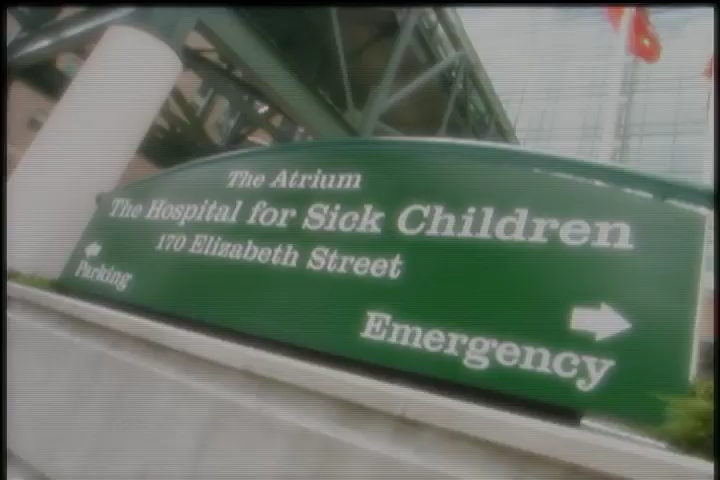 The Atrium
The Hospital for Sick Children
170 Elizabeth Street
Parking
Emergency